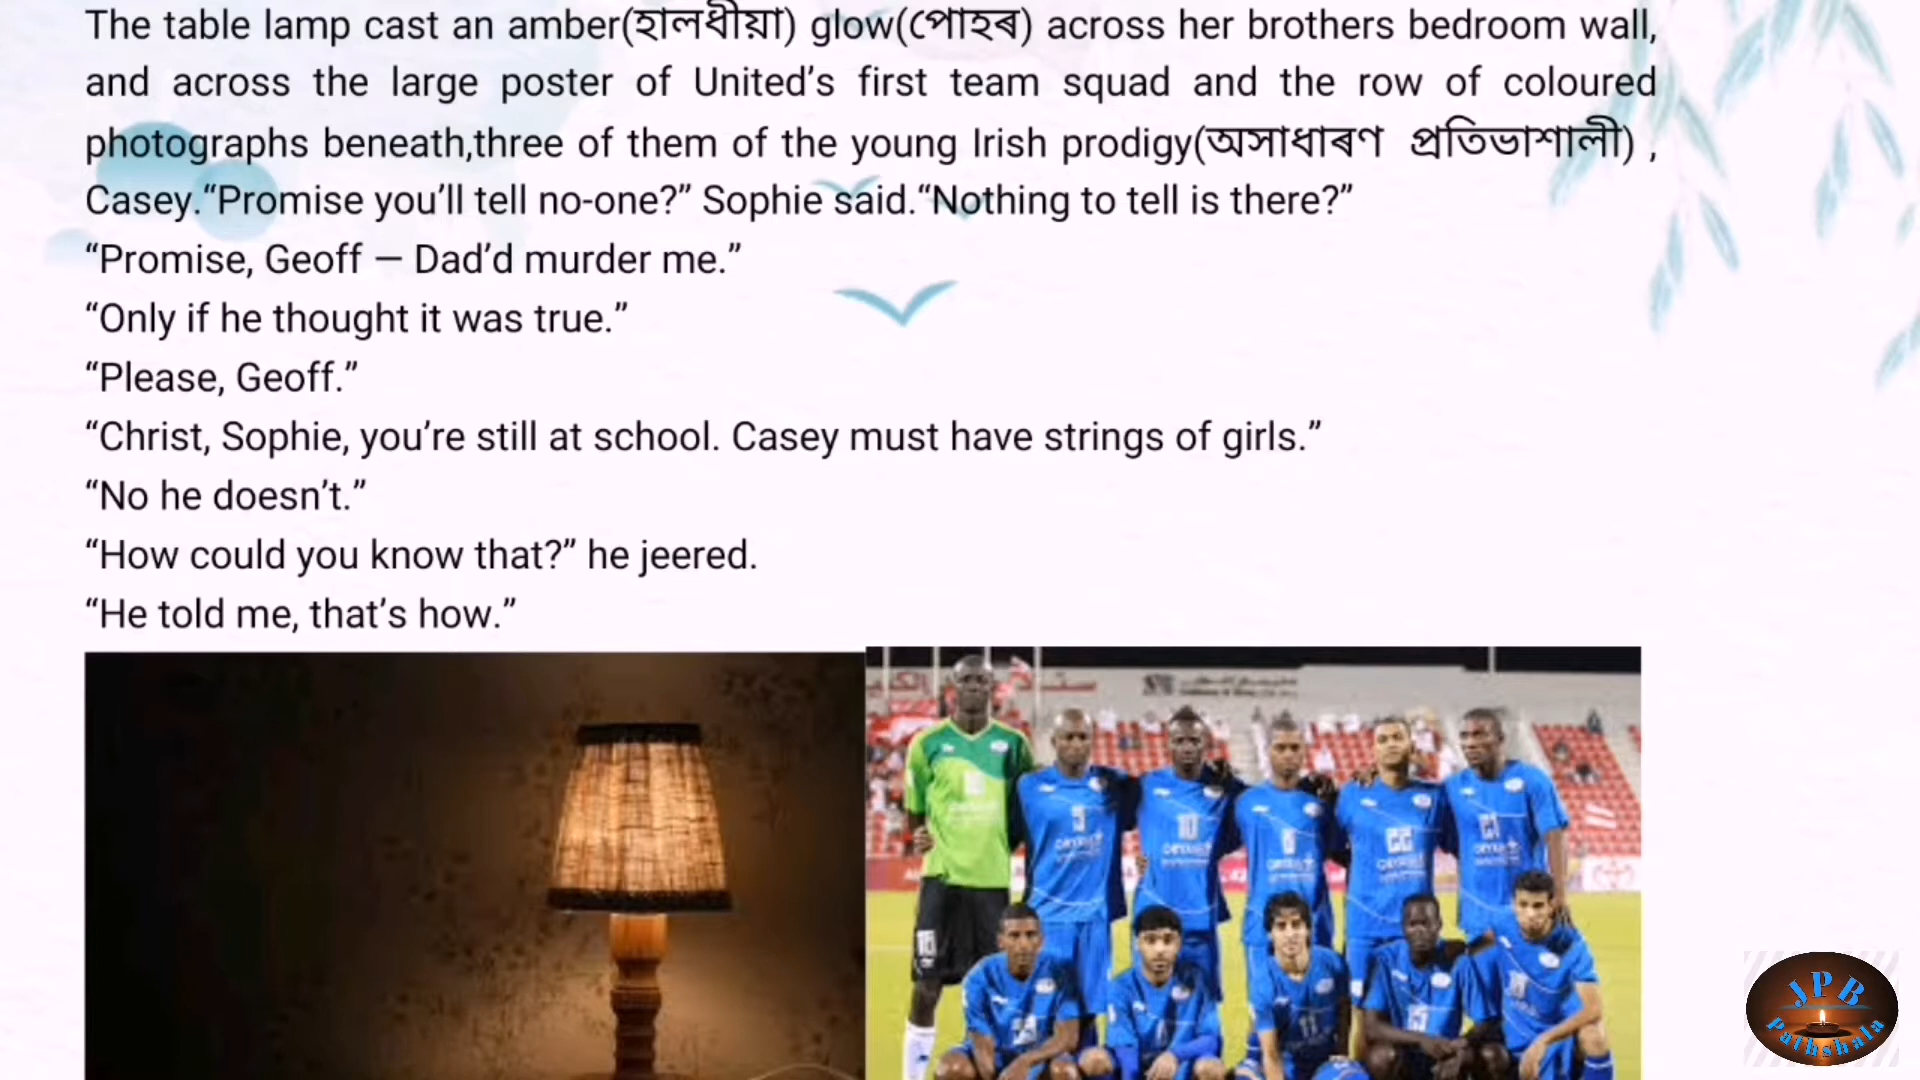 The table lamp cast an amber(হালধীয়া) glow(পোহৰ) across her brothers bedroom wall,
and across the large poster of United’s first team squad and the row of coloured
photographs beneath,three of them of the young Irish prodigy(অসাধাৰণ প্ৰতিভাশালী) ,
Casey.“Promise you’ll tell no-one?” Sophie said.“Nothing to tell is there?”
“Promise, Geoff — Dad’d murder me.”
“Only if he thought it was true.”
“Please, Geoff.”
“Christ, Sophie, you’re still at school. Casey must have strings of girls.”
“No he doesn’t.”
“How could you know that?” he jeered.
“He told me, that’s how.”
10
JPB
Pathshala